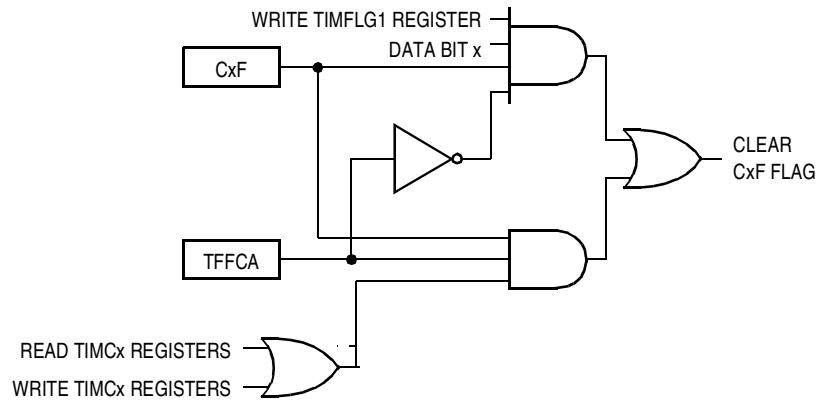 WRITE TIMFLG1 REGISTER
DATA BIT x
CxF
CLEAR
CxF FLAG
TFFCA
READ TIMCx REGISTERS
WRITE TIMCx REGISTERS